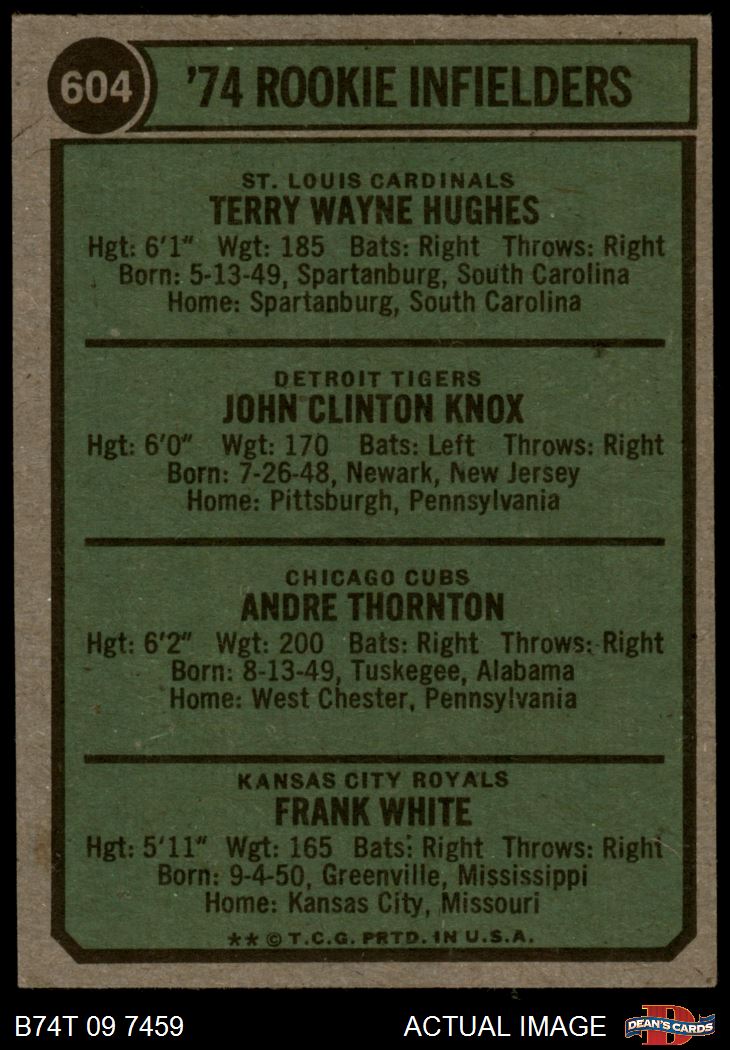 604
'74 ROOKIE INFIELDERS
ST. LOUIS CARDINALS
TERRY WAYNE HUGHES
Hgt: 6'1" Wgt: 185 Bats: Right Throws: Right
Born: 5-13-49, Spartanburg, South Carolina
Home: Spartanburg, South Carolina
DETROIT TIGERS
JOHN CLINTON KNOX
Hgt: 6'0" Wgt: 170 Bats: Left Throws: Right
Born: 7-26-48, Newark, New Jersey
Home: Pittsburgh, Pennsylvania
CHICAGO CUBS
ANDRE THORNTON
Hgt: 6'2" Wgt: 200 Bats: Right Throws: Right
Born: 8-13-49, Tuskegee, Alabama
Home: West Chester, Pennsylvania
KANSAS CITY ROYALS
FRANK WHITE
Hgt: 5'11" Wgt: 165 Bats: Right Throws: Right
Born: 9-4-50, Greenville, Mississippi
Home: Kansas City, Missouri
** © T.C.G. PRTD. IN U.S.A.
B74T 09 7459
ACTUAL IMAGE
D
DEAN'S CARDS